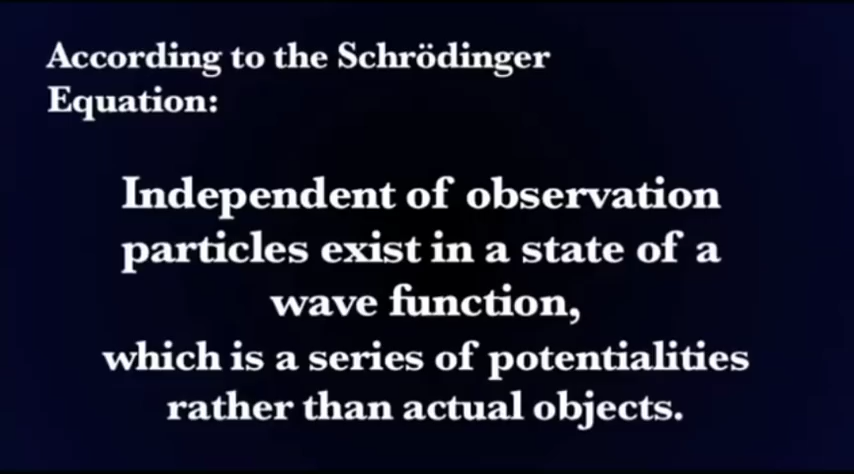 According to the Schrödinger
Equation:
Independent of observation
particles exist in a state of a
wave function,
which is a series of potentialities
rather than actual objects.